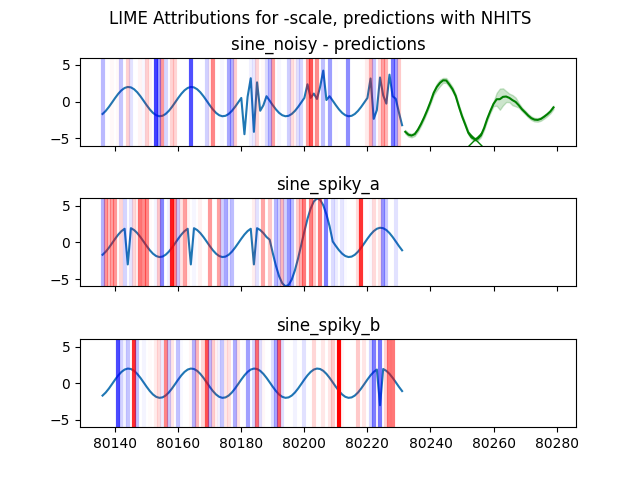 LIME Attributions for -scale, predictions with NHITS
sine_noisy - predictions
5
0
−5
sine_spiky_a
5
0
−5
sine_spiky_b
5
0
−5
80140 80160 80180 80200 80220 80240 80260 80280